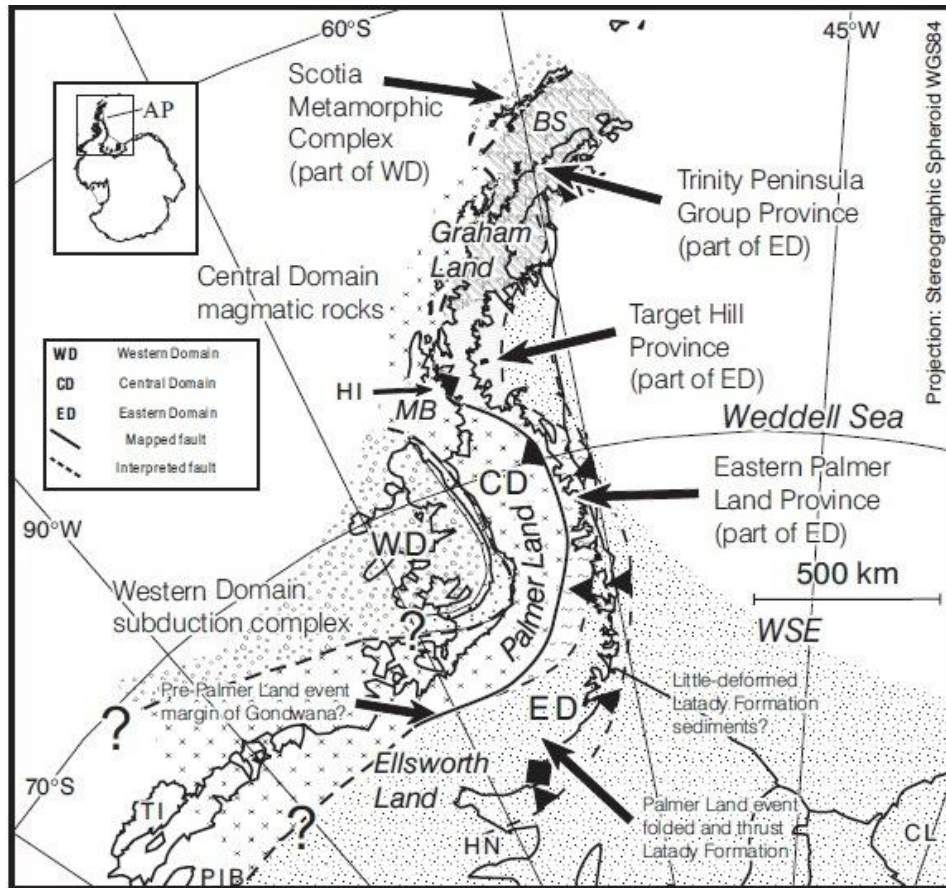 60°S
45°W
Projection: Stereographic Spheroid WGS84
AP
Scotia
Metamorphic
Complex
(part of WD)
BS
Trinity Peninsula
Group Province
(part of ED)
Graham
Land
Central Domain
magmatic rocks
Target Hill
Province
(part of ED)
WD Western Domain
CD Central Domain
ED Eastern Domain
Mapped fault
Interpreted fault
HI
MB
Weddell Sea
CD
Eastern Palmer
Land Province
(part of ED)
90°W
WD
Palmer Land
500 km
Western Domain
subduction complex
?
WSE
Pre-Palmer Land event
margin of Gondwana?
Little-deformed
Latady Formation
sediments?
ED
?
70°S
Ellsworth
Land
TI
?
Palmer Land event
folded and thrust
Latady Formation
HN
CL
PIB